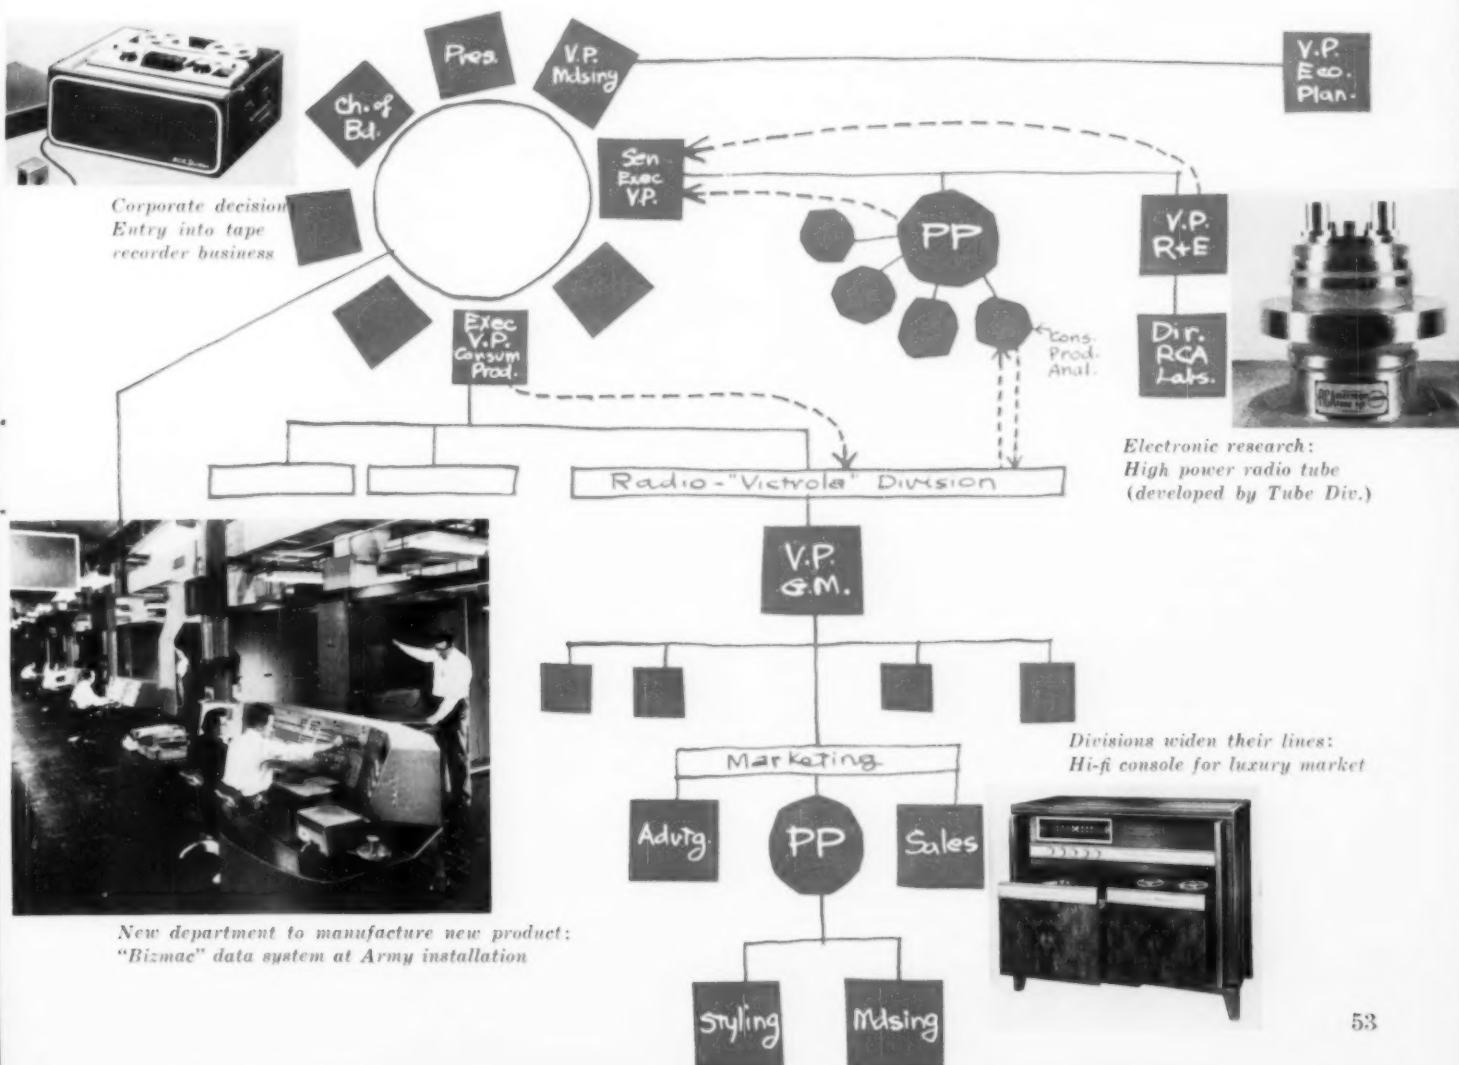 Pres.
V.P.
Mdsing
V.P.
Eco.
Plan.
Ch. of
Bd.
Sen
Exec
V.P.
PP
V.P.
R+E
Corporate decision
Entry into tape
recorder business
Exec
V.P.
Consum
Prod.
Cons.
Prod.
Anal.
Dir.
RCA
Labs.
RCA
Electronic research:
High power radio tube
(developed by Tube Div.)
Radio-"Victrola" Division
V.P.
G.M.
Divisions widen their lines:
Hi-fi console for luxury market
Marketing
Advtg.
PP
Sales
New department to manufacture new product:
“Bizmac” data system at Army installation
Styling
Mdsing
53